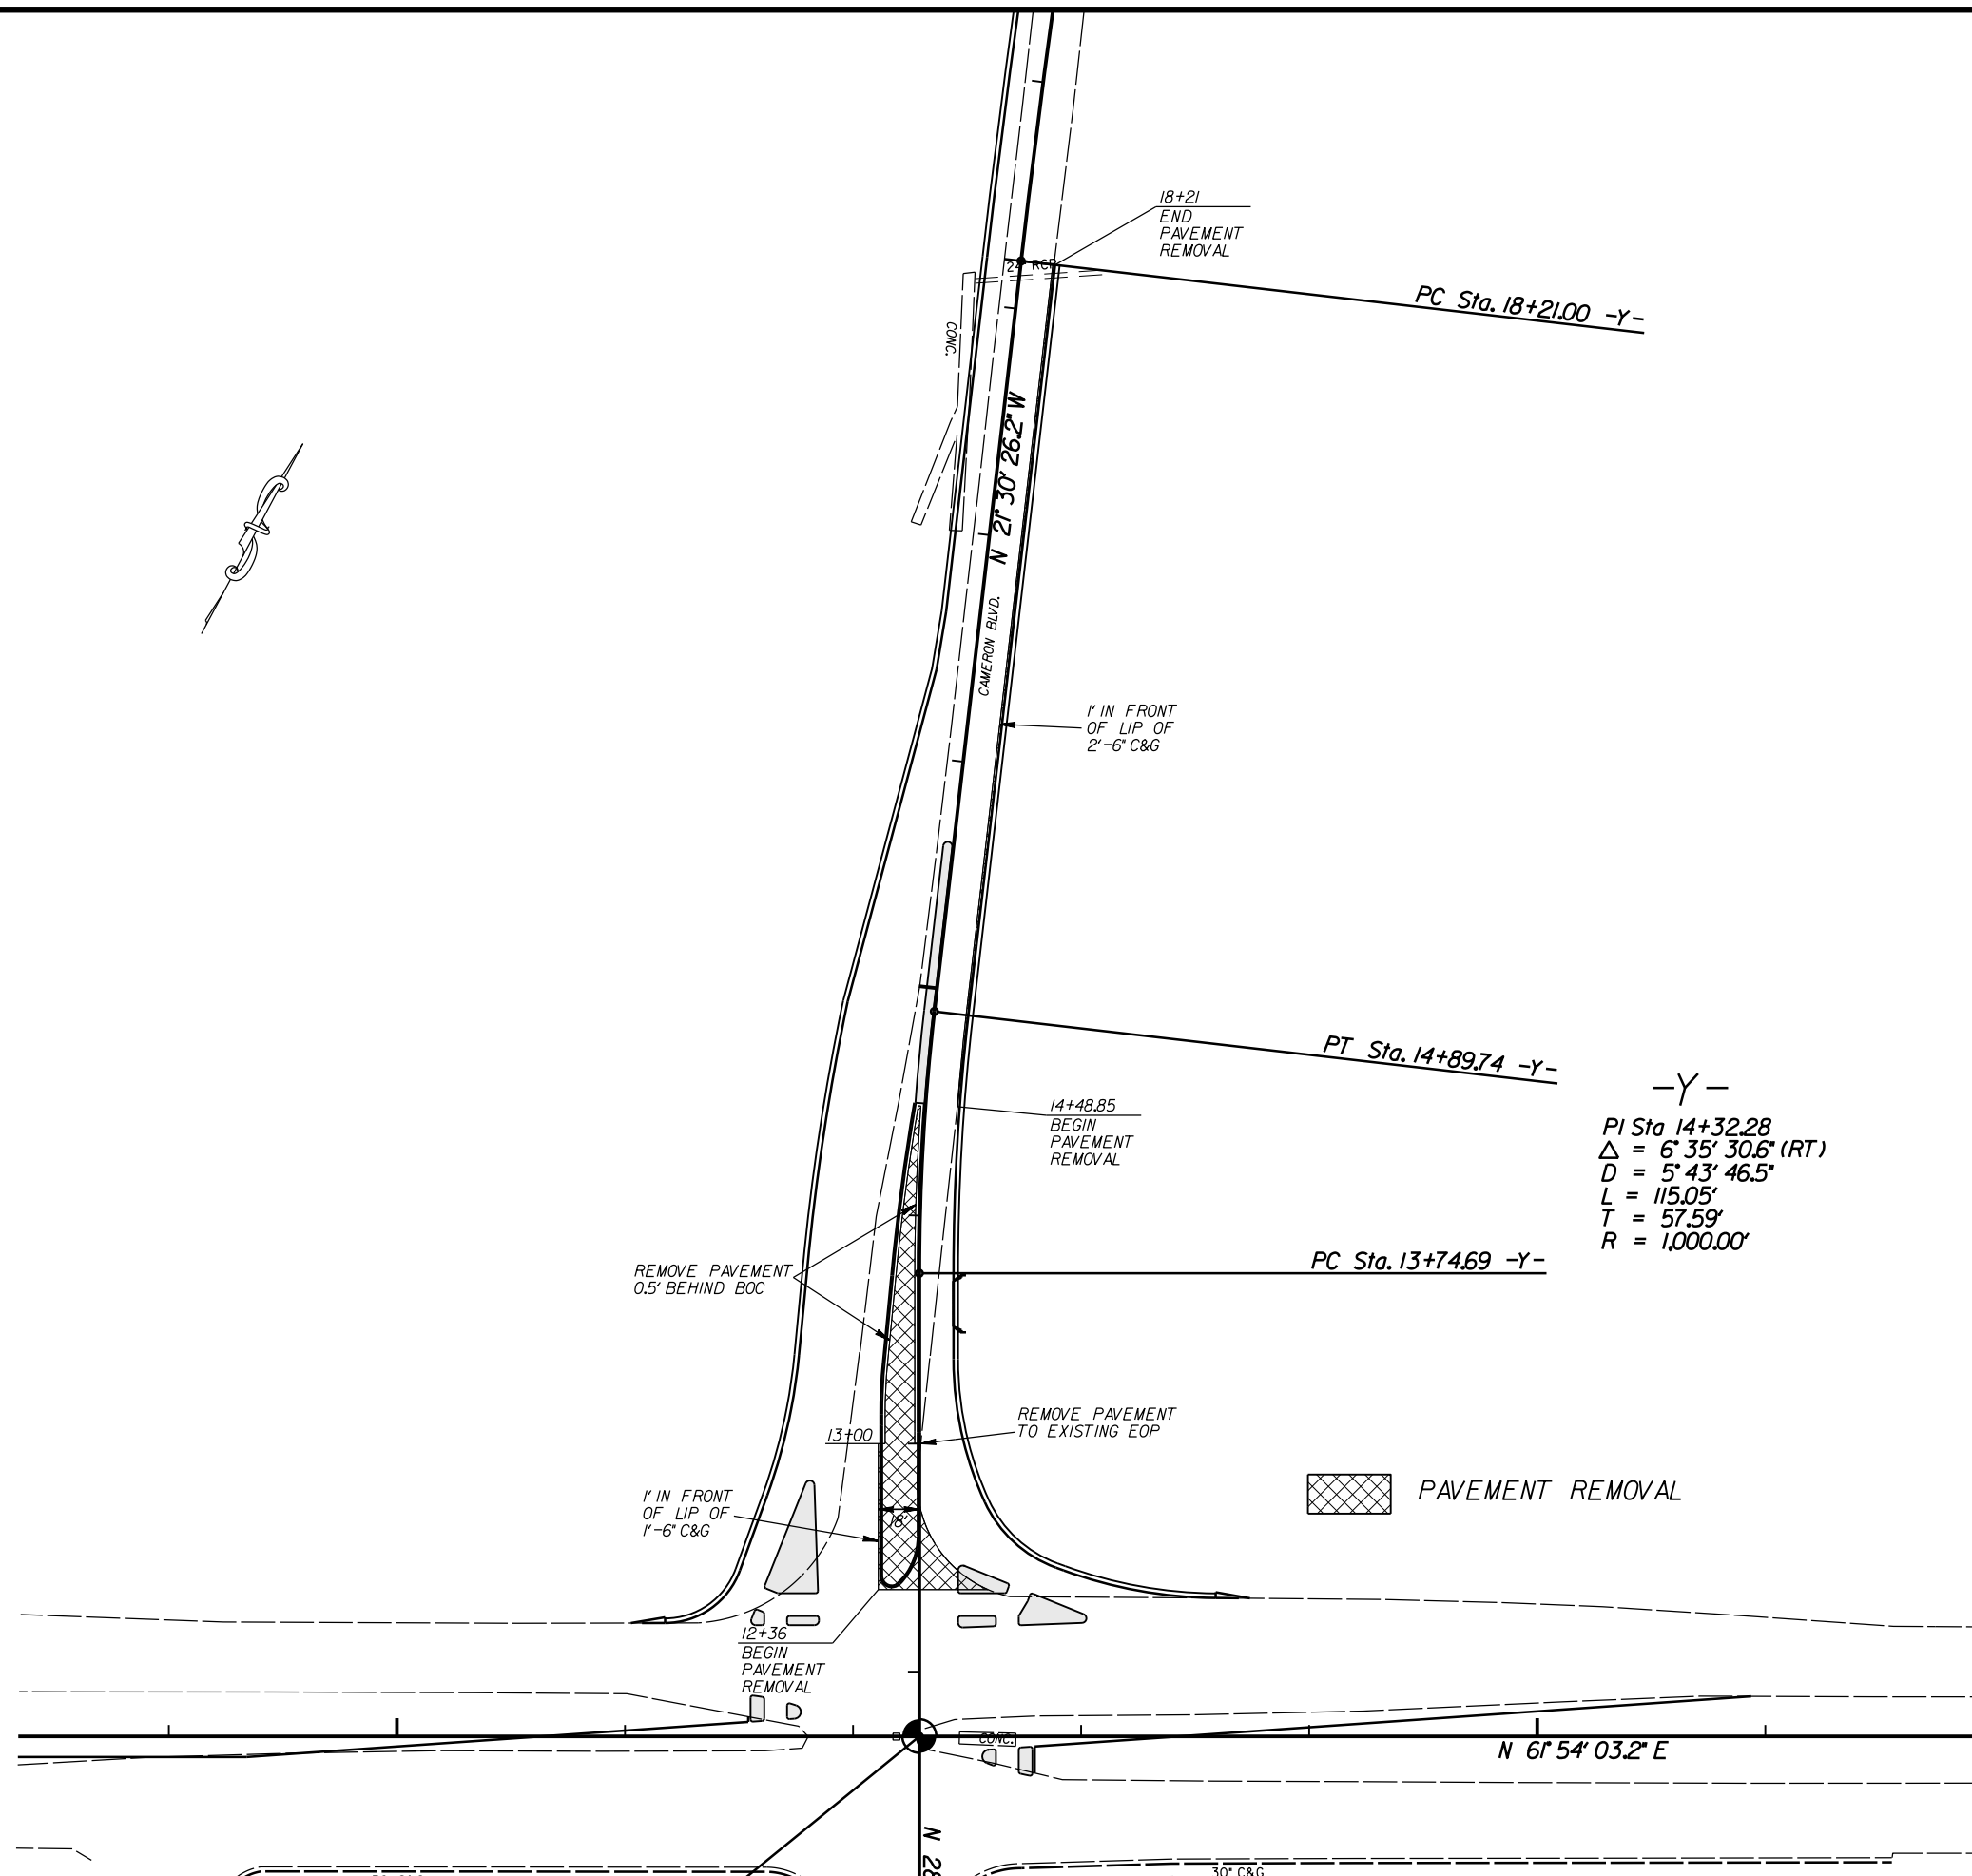 18+21
END
PAVEMENT
REMOVAL
24" RCP
PC Sta. 18+21.00 -Y-
CONC.
N 21° 30' 26.2" W
CAMERON BLVD.
1' IN FRONT
OF LIP OF
2'-6" C&G
PT Sta. 14+89.74 -Y-
-Y-
PI Sta 14+32.28
△ = 6° 35' 30.6" (RT)
D = 5° 43' 46.5"
L = 115.05'
T = 57.59'
R = 1,000.00'
14+48.85
BEGIN
PAVEMENT
REMOVAL
PC Sta. 13+74.69 -Y-
REMOVE PAVEMENT
0.5' BEHIND BOC
REMOVE PAVEMENT
TO EXISTING EOP
13+00
PAVEMENT REMOVAL
1' IN FRONT
OF LIP OF
1'-6" C&G
18'
12+36
BEGIN
PAVEMENT
REMOVAL
CONC.
N 61° 54' 03.2" E
N 28
30" C&G